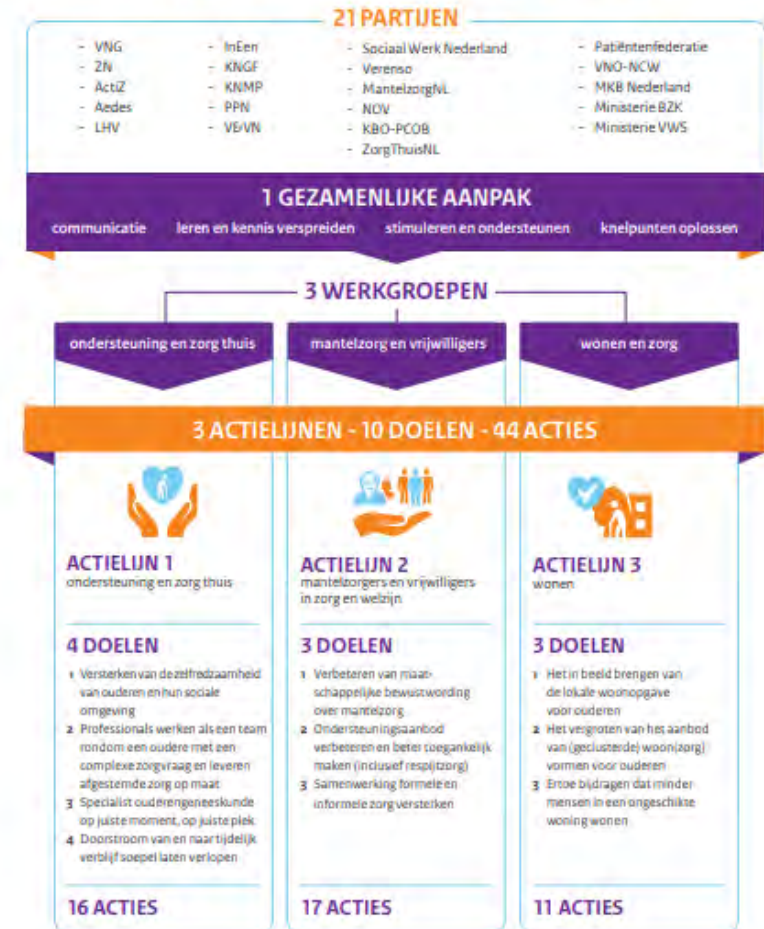 21 PARTIJEN
- VNG
- ZN
- ActiZ
- Aedes
- LHV
- InEen
- KNGF
- KNMP
- PPN
- V&VN
- Sociaal Werk Nederland
- Verenso
- MantelzorgNL
- NOV
- KBO-PCOB
- ZorgThuisNL
- Patiëntenfederatie
- VNO-NCW
- MKB Nederland
- Ministerie BZK
- Ministerie VWS
1 GEZAMENLIJKE AANPAK
communicatie leren en kennis verspreiden stimuleren en ondersteunen knelpunten oplossen
3 WERKGROEPEN
ondersteuning en zorg thuis
mantelzorg en vrijwilligers
wonen en zorg
3 ACTIELIJNEN - 10 DOELEN - 44 ACTIES
ACTIELIJN 1
ondersteuning en zorg thuis
4 DOELEN
1 Versterken van de zelfredzaamheid
van ouderen en hun sociale
omgeving
2 Professionals werken als een team
rondom een oudere met een
complexe zorgvraag en leveren
afgestemde zorg op maat
3 Specialist ouderengeneeskunde
op juiste moment, op juiste plek
4 Doorstroom van en naar tijdelijk
verblijf soepel laten verlopen
16 ACTIES
ACTIELIJN 2
mantelzorgers en vrijwilligers
in zorg en welzijn
3 DOELEN
1 Verbeteren van maat-
schappelijke bewustwording
over mantelzorg
2 Ondersteuningsaanbod
verbeteren en beter toegankelijk
maken (inclusief respijtzorg)
3 Samenwerking formele en
informele zorg versterken
17 ACTIES
ACTIELIJN 3
wonen
3 DOELEN
1 Het in beeld brengen van
de lokale woonopgave
voor ouderen
2 Het vergroten van het aanbod
van (geclusterde) woon(zorg)
vormen voor ouderen
3 Ertoe bijdragen dat minder
mensen in een ongeschikte
woning wonen
11 ACTIES